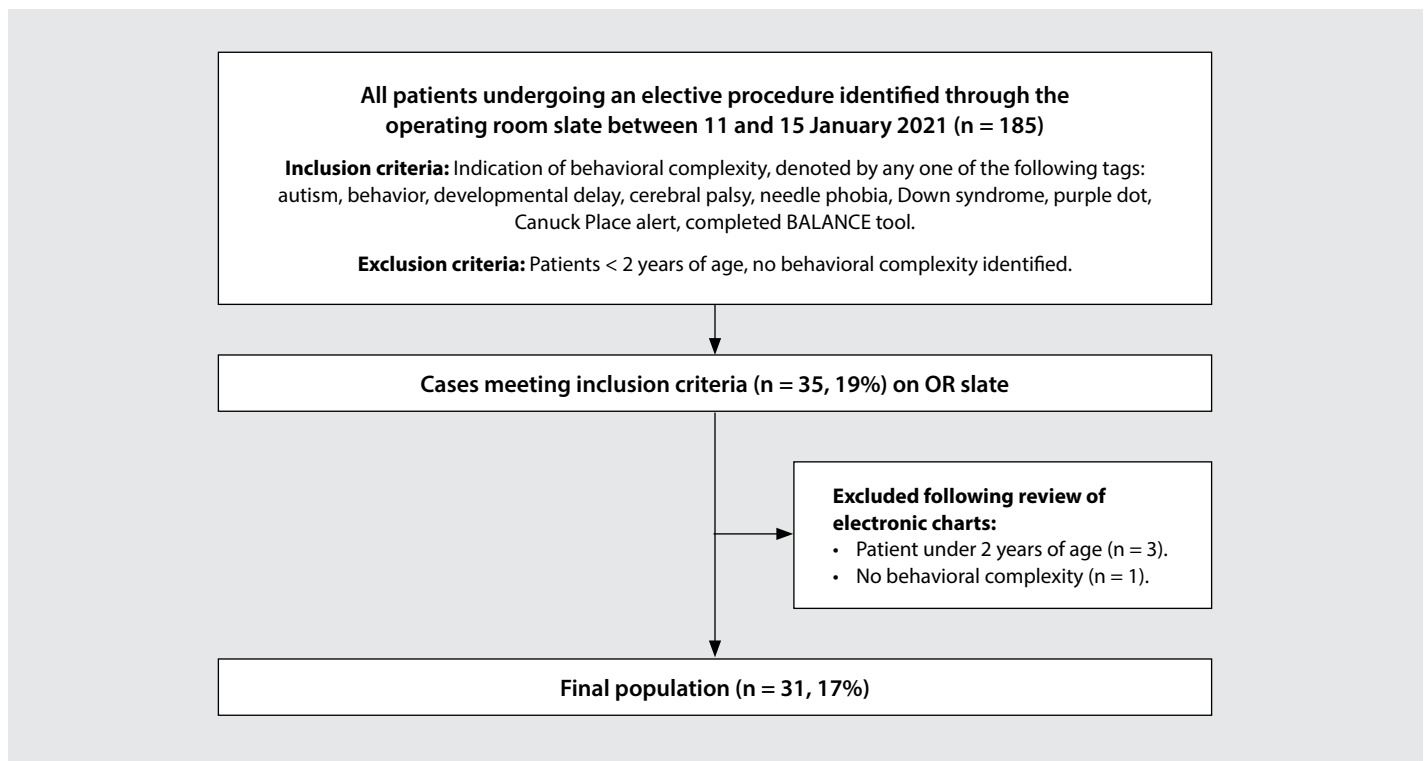 All patients undergoing an elective procedure identified through the
operating room slate between 11 and 15 January 2021 (n = 185)
Inclusion criteria: Indication of behavioral complexity, denoted by any one of the following tags:
autism, behavior, developmental delay, cerebral palsy, needle phobia, Down syndrome, purple dot,
Canuck Place alert, completed BALANCE tool.
Exclusion criteria: Patients < 2 years of age, no behavioral complexity identified.
Cases meeting inclusion criteria (n = 35, 19%) on OR slate
Excluded following review of
electronic charts:
• Patient under 2 years of age (n = 3).
• No behavioral complexity (n = 1).
Final population (n = 31, 17%)